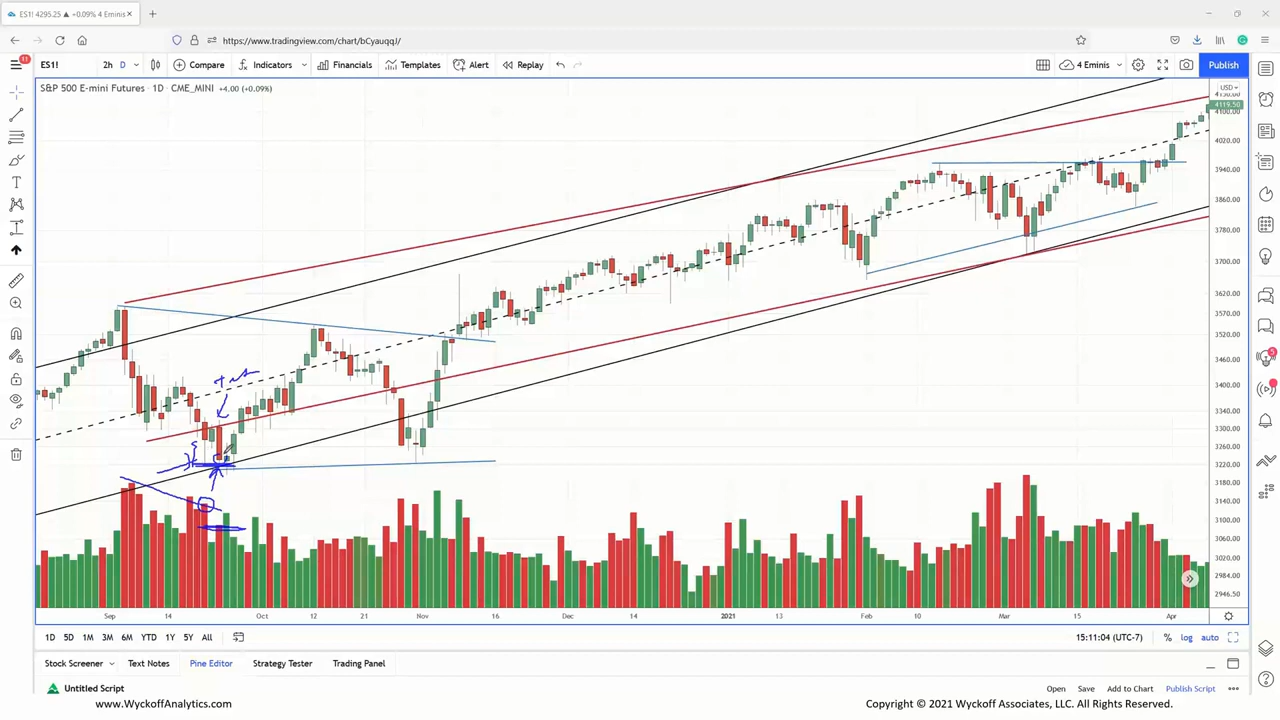 ES1! 4295.25 ▲ +0.09% 4 Eminis
https://www.tradingview.com/chart/bCyauqqJ/
11
ES1! 2h D Compare Indicators Financials Templates Alert Replay 4 Eminis Publish
S&P 500 E-mini Futures · 1D · CME_MINI +4.00 (+0.09%)
USD
4119.50
4100.00
4020.00
3940.00
3860.00
3780.00
3700.00
3620.00
3570.00
3520.00
3460.00
3400.00
3340.00
3300.00
3260.00
3220.00
3180.00
3140.00
3100.00
3060.00
3020.00
2984.00
2946.50
Sep 14 Oct 12 21 Nov 16 Dec 14 2021 11 Feb 10 Mar 15 Apr
1D 5D 1M 3M 6M YTD 1Y 5Y All 15:11:04 (UTC-7) % log auto
Stock Screener Text Notes Pine Editor Strategy Tester Trading Panel
Untitled Script Open Save Add to Chart Publish Script
www.WyckoffAnalytics.com Copyright © 2021 Wyckoff Associates, LLC. All Rights Reserved.